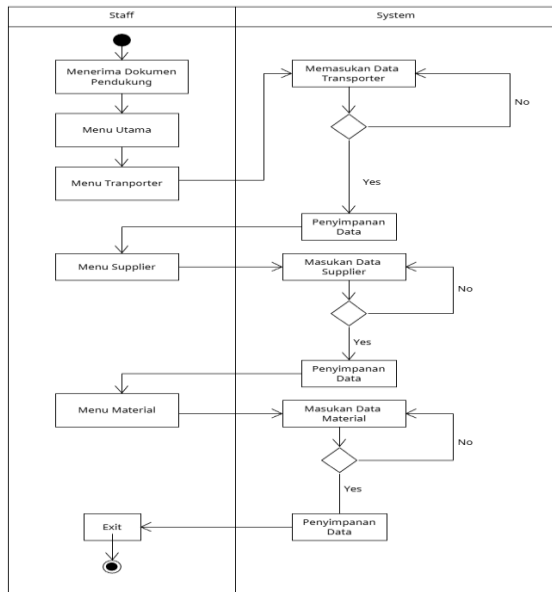 Staff
System
Menerima Dokumen
Pendukung
Memasukan Data
Transporter
No
Menu Utama
Menu Tranporter
Yes
Penyimpanan
Data
Menu Supplier
Masukan Data
Supplier
No
Yes
Penyimpanan
Data
Menu Material
Masukan Data
Material
No
Yes
Exit
Penyimpanan
Data